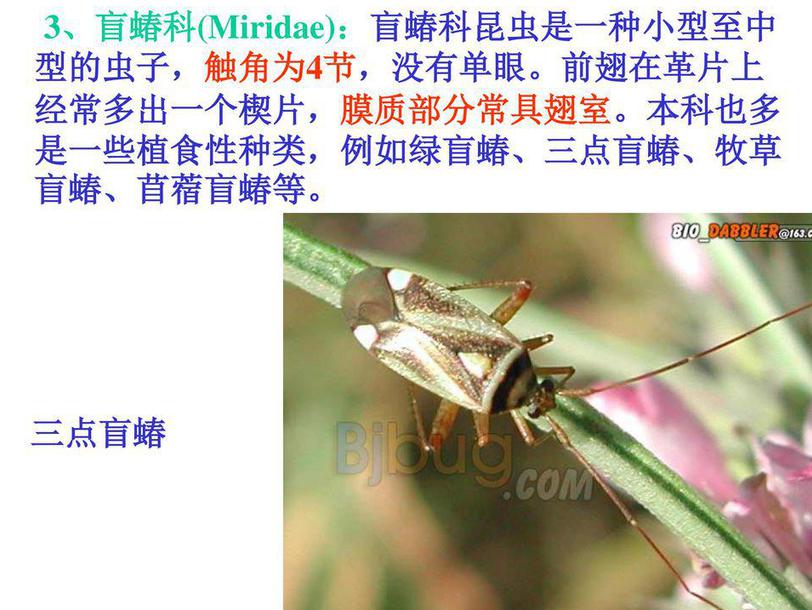 3、盲蝽科(Miridae)：盲蝽科昆虫是一种小型至中
型的虫子，触角为4节，没有单眼。前翅在革片上
经常多出一个楔片，膜质部分常具翅室。本科也多
是一些植食性种类，例如绿盲蝽、三点盲蝽、牧草
盲蝽、苜蓿盲蝽等。
BIO_DABBLER@163.c
三点盲蝽
Bjbug
.COM